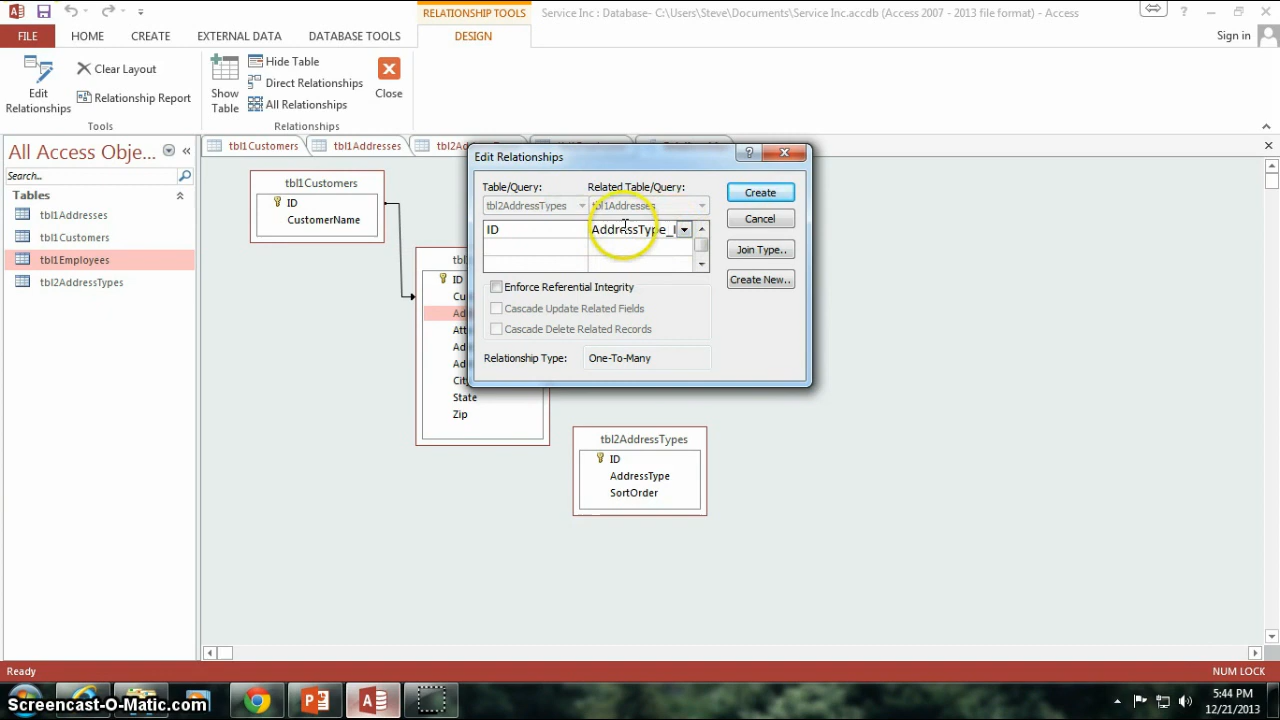 RELATIONSHIP TOOLS
Service Inc : Database- C:\Users\Steve\Documents\Service Inc.accdb (Access 2007 - 2013 file format) - Access
FILE
HOME
CREATE
EXTERNAL DATA
DATABASE TOOLS
DESIGN
Sign in
Edit Relationships
Clear Layout
Relationship Report
Show Table
Hide Table
Direct Relationships
All Relationships
Close
Tools
Relationships
All Access Obje...
Search...
Tables
tbl1Addresses
tbl1Customers
tbl1Employees
tbl2AddressTypes
tbl1Customers
tbl1Addresses
tbl1Customers
ID
CustomerName
ID
State
Zip
tbl2AddressTypes
ID
AddressType
SortOrder
Edit Relationships
?
Table/Query:
Related Table/Query:
tbl2AddressTypes
tbl1Addresses
ID
AddressType_I
Enforce Referential Integrity
Cascade Update Related Fields
Cascade Delete Related Records
Relationship Type:
One-To-Many
Create
Cancel
Join Type..
Create New..
Ready
NUM LOCK
Screencast-O-Matic.com
5:44 PM
12/21/2013